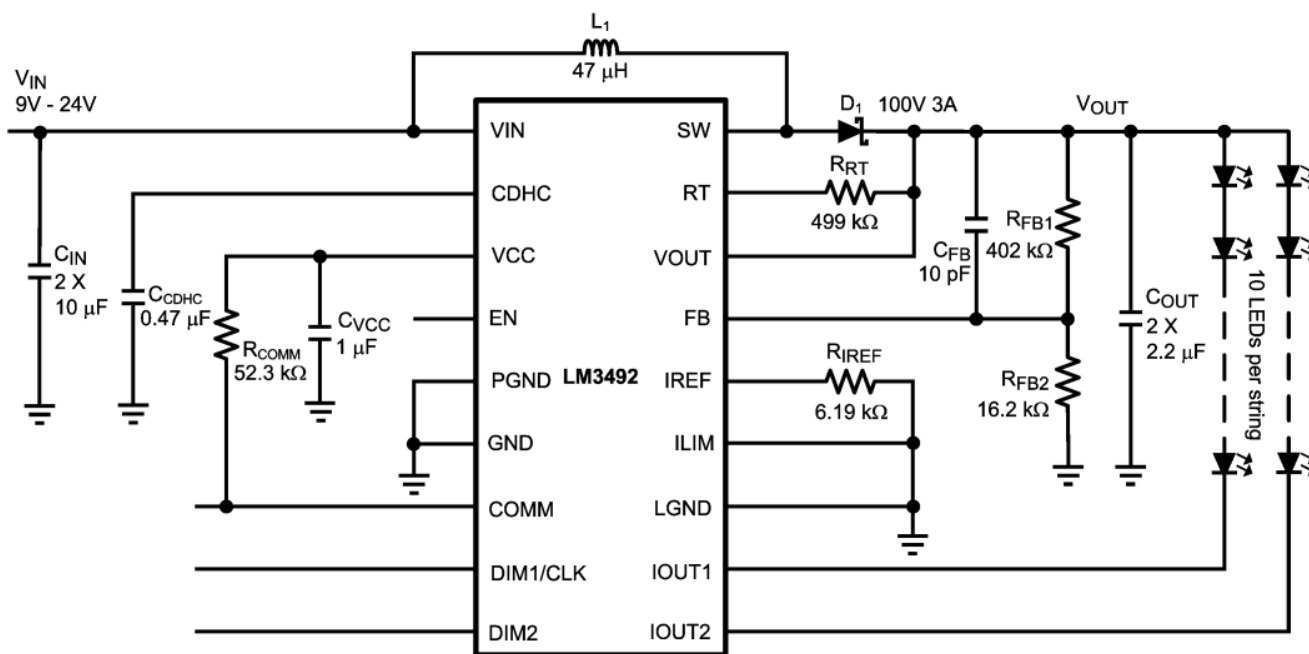 L1
47 μH
VIN
9V - 24V
D1
100V 3A
VOUT
VIN
SW
CDHC
RT
RRT
499 kΩ
VCC
VOUT
EN
FB
PGND
LM3492
IREF
GND
ILIM
COMM
LGND
DIM1/CLK
IOUT1
DIM2
IOUT2
CIN
2 X
10 μF
CCDHC
0.47 μF
RCOMM
52.3 kΩ
CVCC
1 μF
CFB
10 pF
RFB1
402 kΩ
RIREF
6.19 kΩ
RFB2
16.2 kΩ
COUT
2 X
2.2 μF
10 LEDs per string